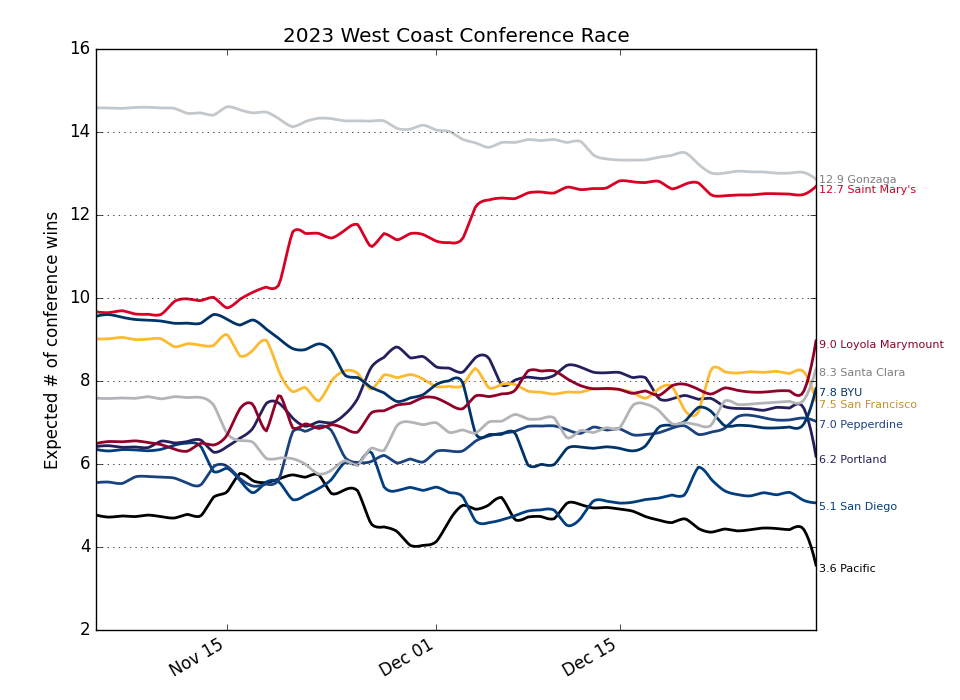 2023 West Coast Conference Race
Expected # of conference wins
16
14
12
10
8
6
4
2
12.9 Gonzaga
12.7 Saint Mary's
9.0 Loyola Marymount
8.3 Santa Clara
7.8 BYU
7.5 San Francisco
7.0 Pepperdine
6.2 Portland
5.1 San Diego
3.6 Pacific
Nov 15
Dec 01
Dec 15